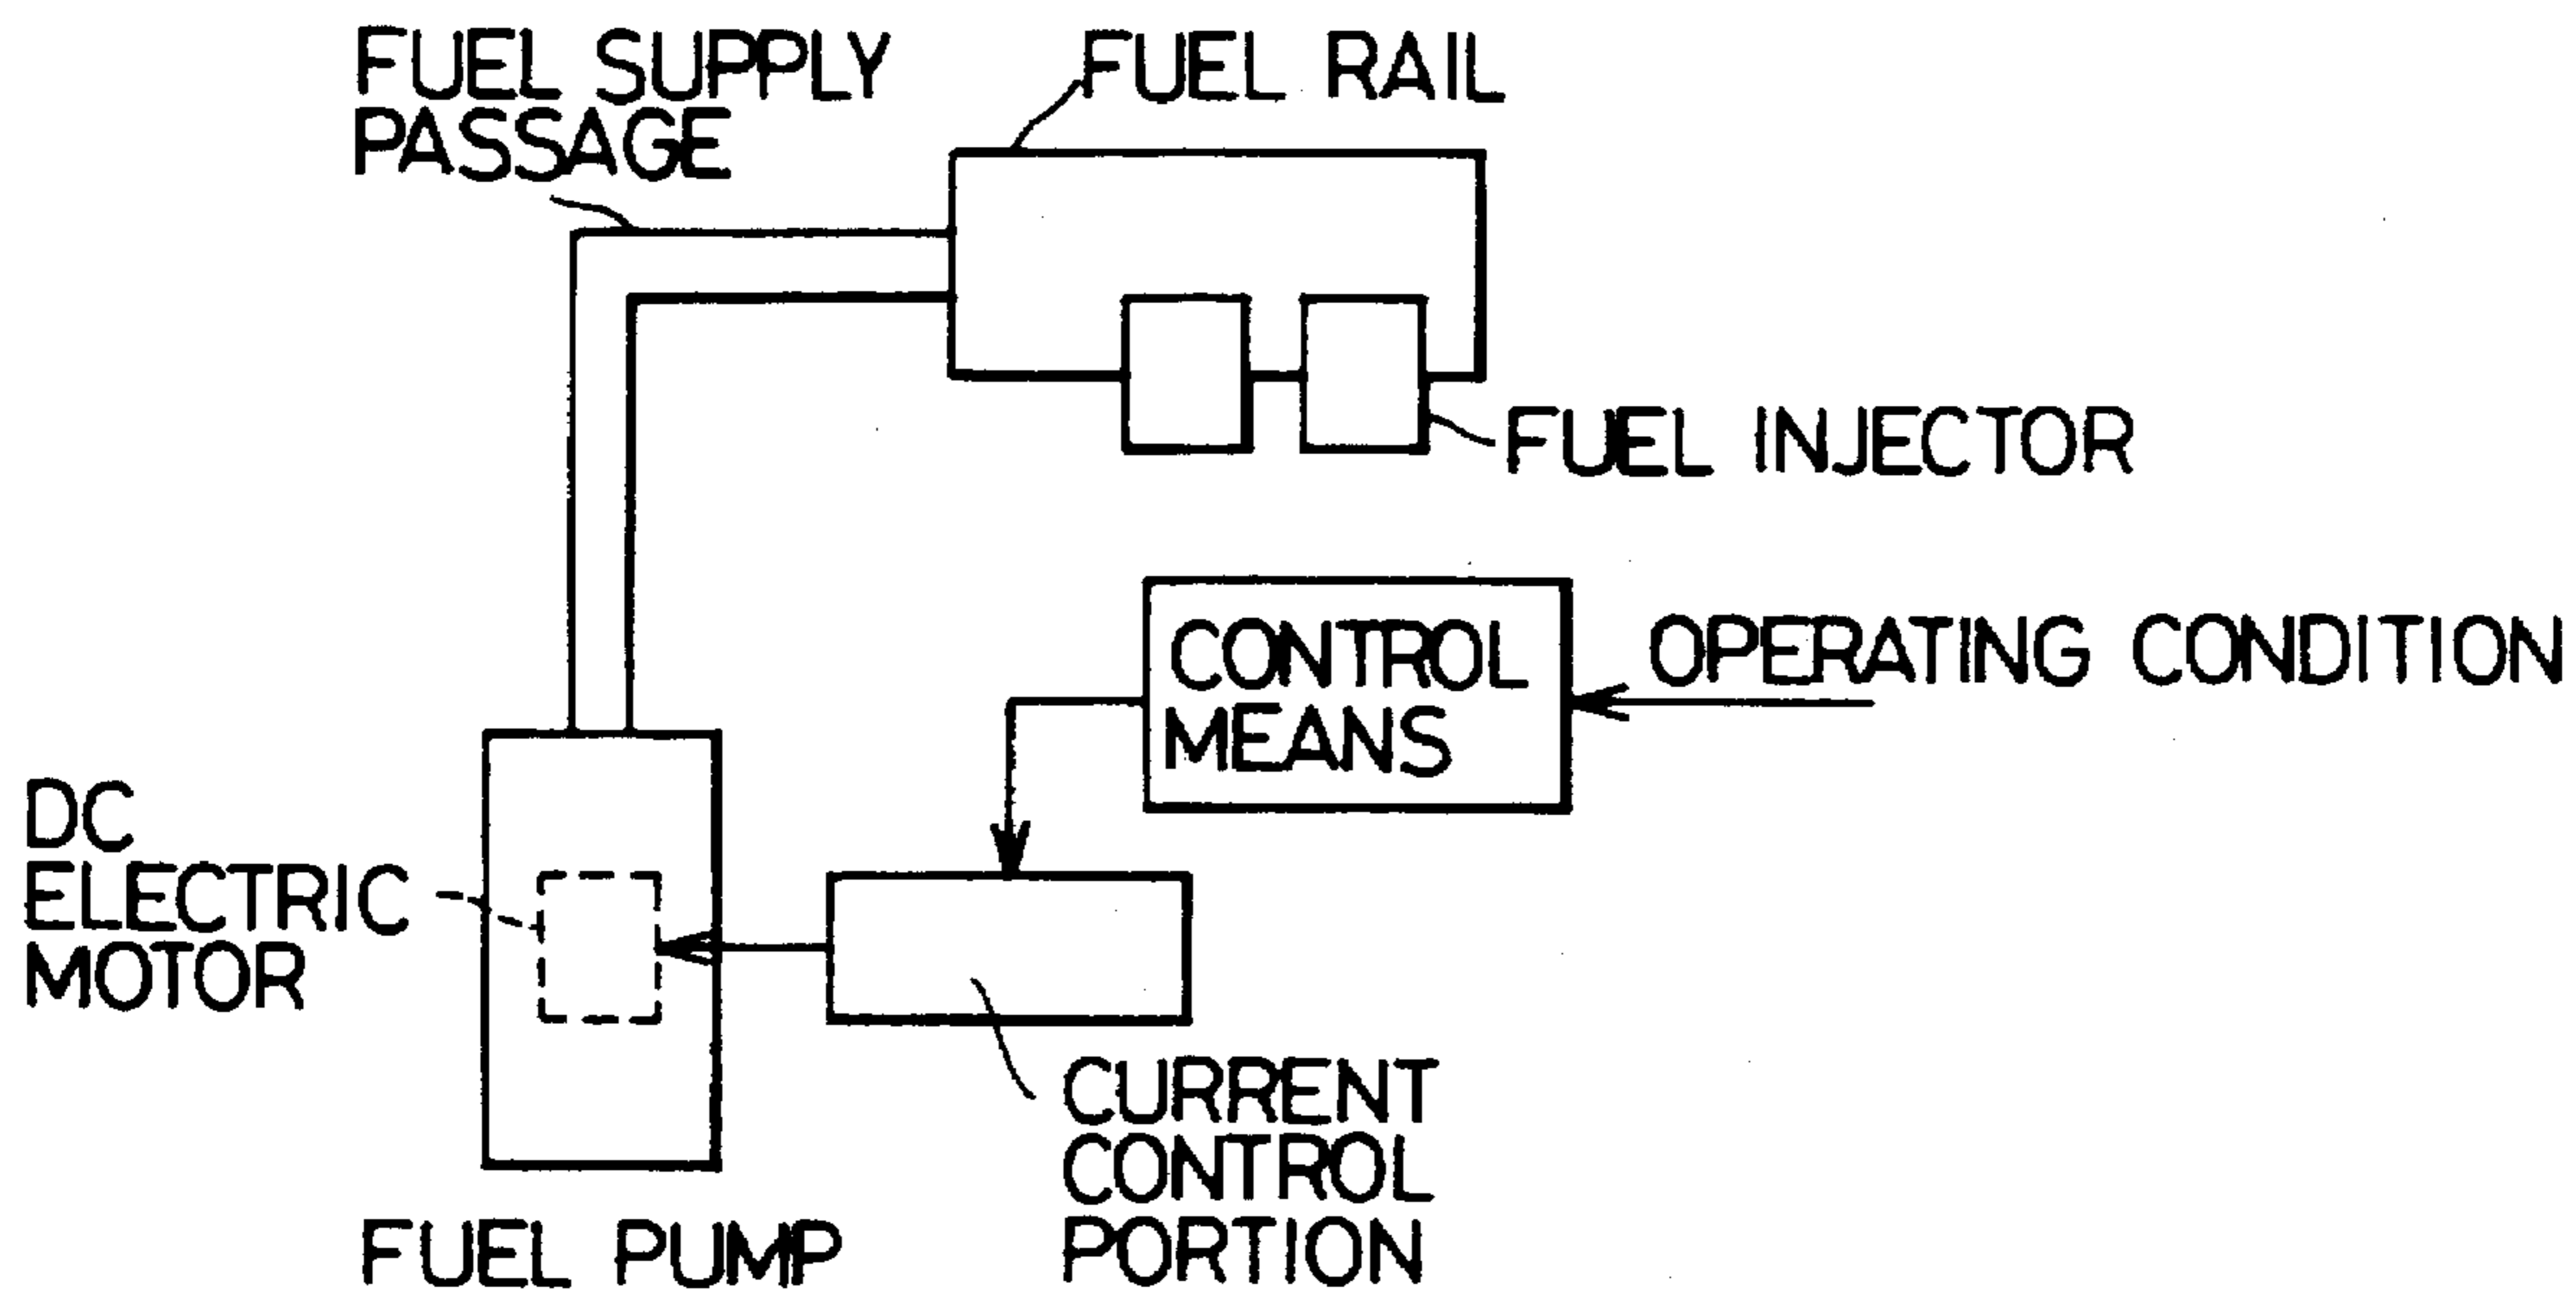 FUEL SUPPLY
PASSAGE
FUEL RAIL
FUEL INJECTOR
CONTROL
MEANS
OPERATING CONDITION
DC
ELECTRIC
MOTOR
CURRENT
CONTROL
PORTION
FUEL PUMP